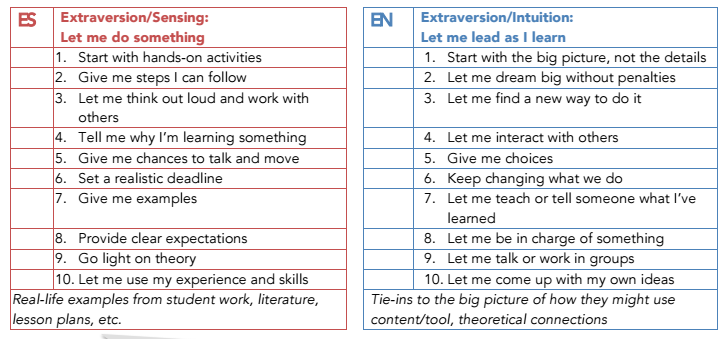 ES
Extraversion/Sensing:
Let me do something
1. Start with hands-on activities
2. Give me steps I can follow
3. Let me think out loud and work with
others
4. Tell me why I'm learning something
5. Give me chances to talk and move
6. Set a realistic deadline
7. Give me examples
8. Provide clear expectations
9. Go light on theory
10. Let me use my experience and skills
Real-life examples from student work, literature,
lesson plans, etc.
EN
Extraversion/Intuition:
Let me lead as I learn
1. Start with the big picture, not the details
2. Let me dream big without penalties
3. Let me find a new way to do it
4. Let me interact with others
5. Give me choices
6. Keep changing what we do
7. Let me teach or tell someone what I've
learned
8. Let me be in charge of something
9. Let me talk or work in groups
10. Let me come up with my own ideas
Tie-ins to the big picture of how they might use
content/tool, theoretical connections